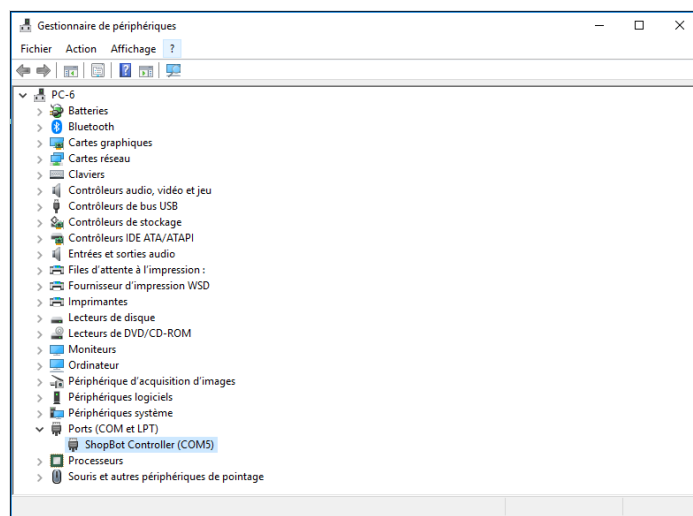 Gestionnaire de périphériques
Fichier Action Affichage ?
PC-6
Batteries
Bluetooth
Cartes graphiques
Cartes réseau
Claviers
Contrôleurs audio, vidéo et jeu
Contrôleurs de bus USB
Contrôleurs de stockage
Contrôleurs IDE ATA/ATAPI
Entrées et sorties audio
Files d'attente à l'impression :
Fournisseur d'impression WSD
Imprimantes
Lecteurs de disque
Lecteurs de DVD/CD-ROM
Moniteurs
Ordinateur
Périphérique d'acquisition d'images
Périphériques logiciels
Périphériques système
Ports (COM et LPT)
ShopBot Controller (COM5)
Processeurs
Souris et autres périphériques de pointage